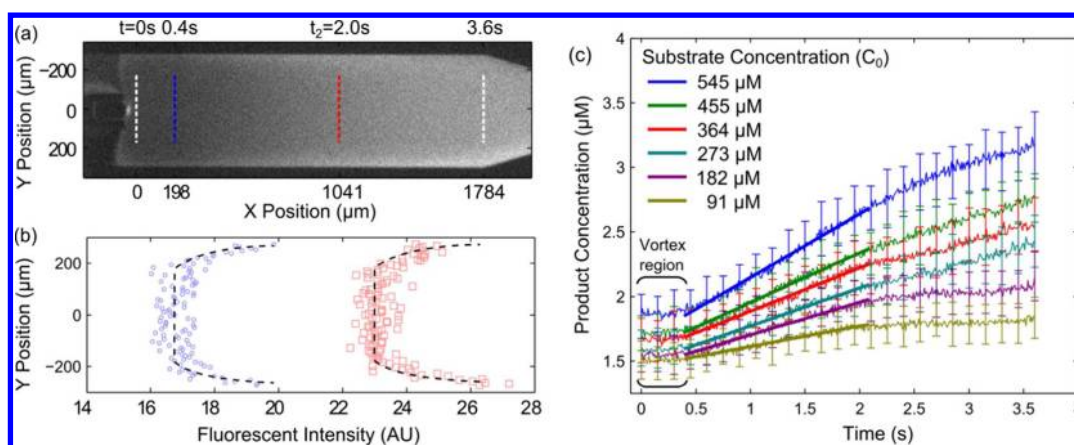 (a)
t=0s 0.4s t₂=2.0s 3.6s
Y Position (µm)
−200
0
200
0 198 1041 1784
X Position (µm)
(b)
Y Position (µm)
200
0
−200
14 16 18 20 22 24 26 28
Fluorescent Intensity (AU)
(c)
Product Concentration (µM)
4
3.5
3
2.5
2
1.5
Substrate Concentration (C₀)
545 µM
455 µM
364 µM
273 µM
182 µM
91 µM
Vortex
region
0 0.5 1 1.5 2 2.5 3 3.5
Time (s)